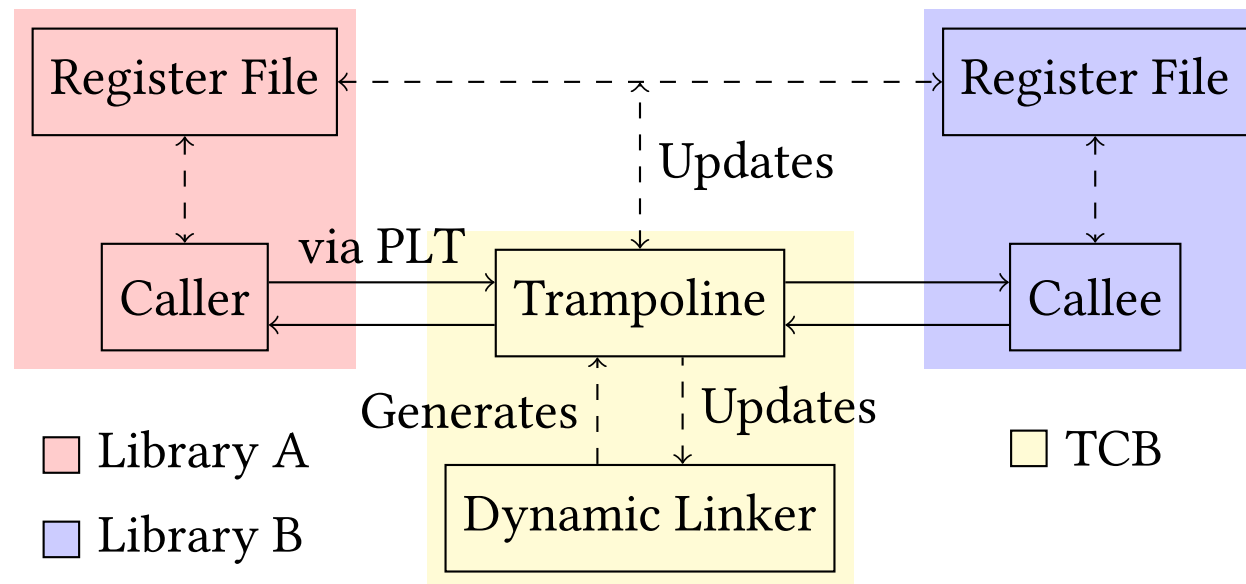 Register File
Register File
Updates
via PLT
Caller
Trampoline
Callee
Generates
Updates
Library A
TCB
Dynamic Linker
Library B